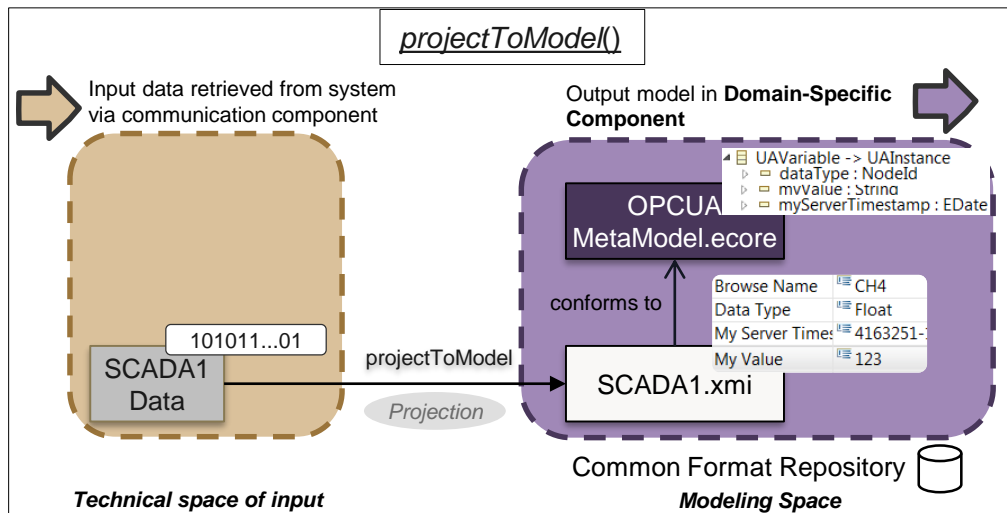 projectToModel()
Input data retrieved from system
via communication component
Output model in Domain-Specific
Component
UAVariable -> UAInstance
dataType : NodeId
myValue : String
myServerTimestamp : EDate
OPCUA
MetaModel.ecore
conforms to
Browse Name CH4
Data Type Float
My Server Times 4163251-
My Value 123
101011...01
SCADA1
Data
projectToModel
Projection
SCADA1.xmi
Common Format Repository
Technical space of input
Modeling Space